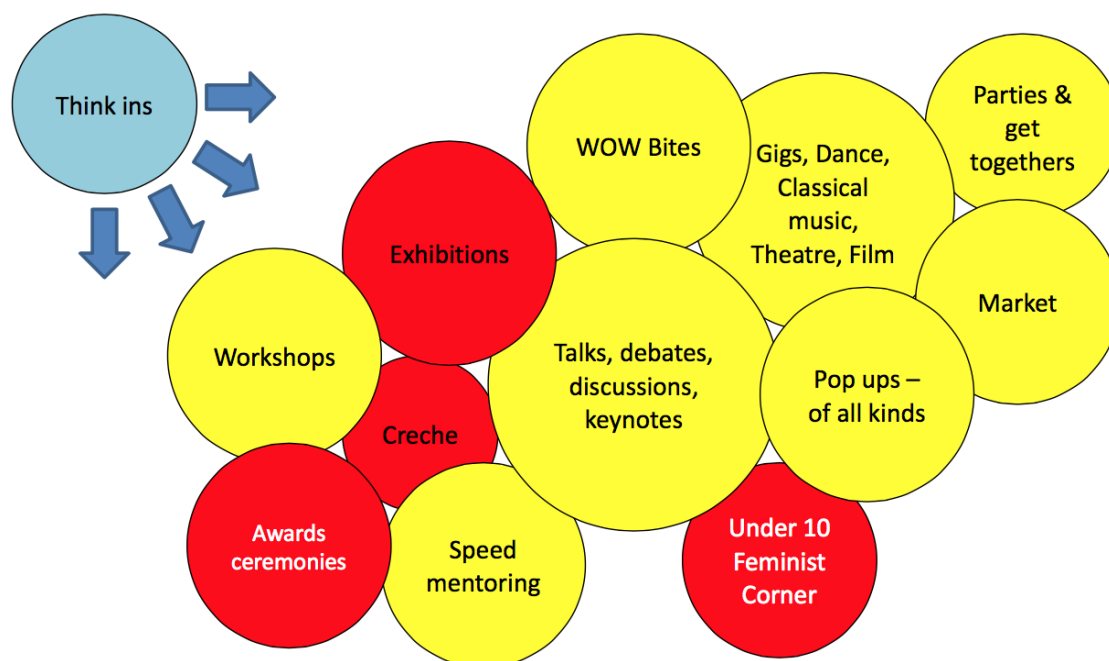 Think ins
WOW Bites
Gigs, Dance,
Classical
music,
Theatre, Film
Parties &
get
togethers
Exhibitions
Market
Workshops
Talks, debates,
discussions,
keynotes
Pop ups –
of all kinds
Creche
Awards
ceremonies
Speed
mentoring
Under 10
Feminist
Corner